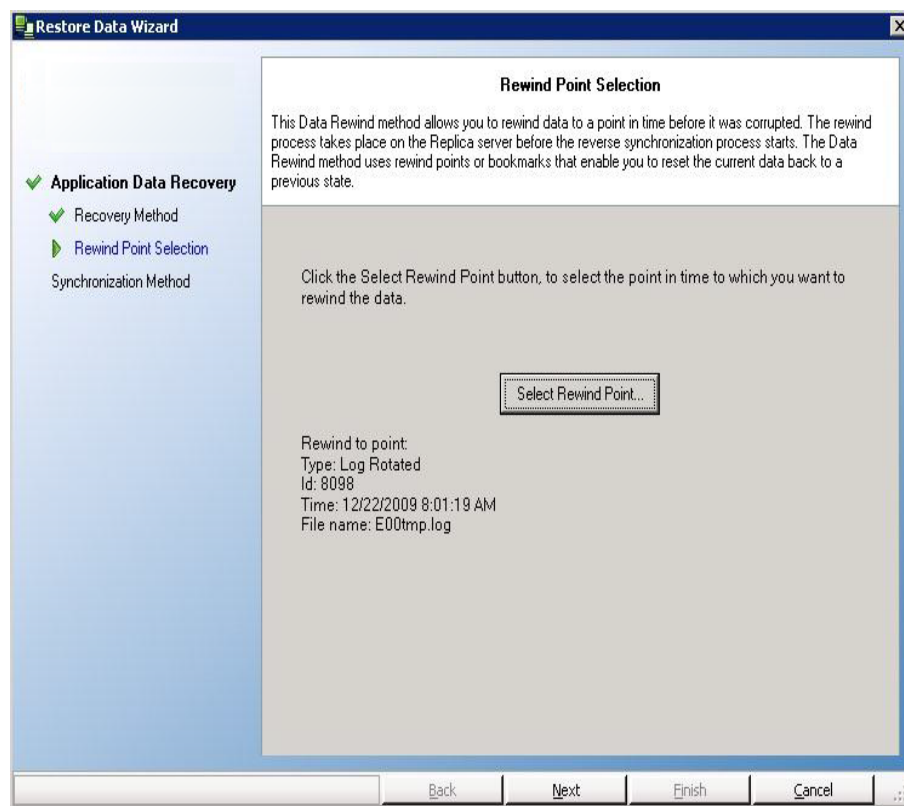 Restore Data Wizard
Application Data Recovery
Recovery Method
Rewind Point Selection
Synchronization Method
Rewind Point Selection
This Data Rewind method allows you to rewind data to a point in time before it was corrupted. The rewind
process takes place on the Replica server before the reverse synchronization process starts. The Data
Rewind method uses rewind points or bookmarks that enable you to reset the current data back to a
previous state.
Click the Select Rewind Point button, to select the point in time to which you want to
rewind the data.
Select Rewind Point...
Rewind to point:
Type: Log Rotated
Id: 8098
Time: 12/22/2009 8:01:19 AM
File name: E00tmp.log
Back Next Finish Cancel